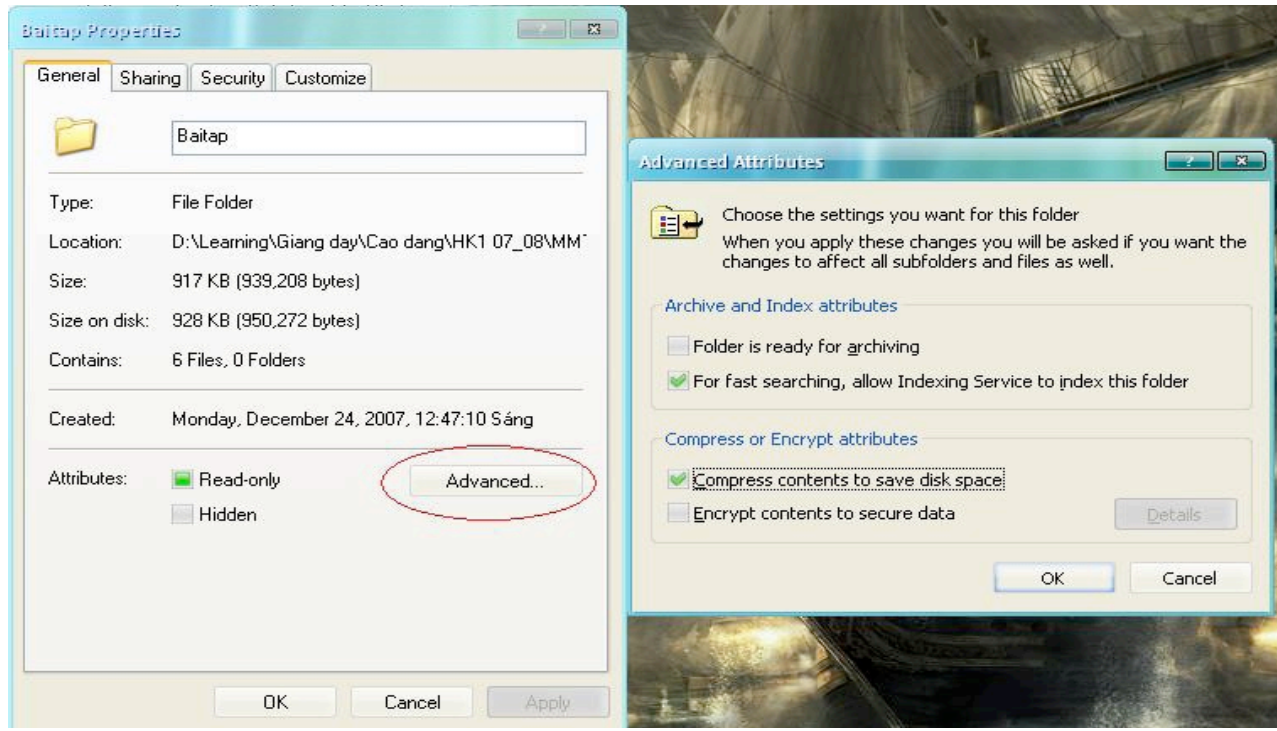 Baitap Properties
General Sharing Security Customize
Baitap
Type: File Folder
Location: D:\Learning\Giang day\Cao dang\HK1 07_08\MM
Size: 917 KB (939,208 bytes)
Size on disk: 928 KB (950,272 bytes)
Contains: 6 Files, 0 Folders
Created: Monday, December 24, 2007, 12:47:10 Sáng
Attributes: Read-only Advanced...
Hidden
OK Cancel Apply
Advanced Attributes
Choose the settings you want for this folder
When you apply these changes you will be asked if you want the
changes to affect all subfolders and files as well.
Archive and Index attributes
Folder is ready for archiving
For fast searching, allow Indexing Service to index this folder
Compress or Encrypt attributes
Compress contents to save disk space
Encrypt contents to secure data Details
OK Cancel